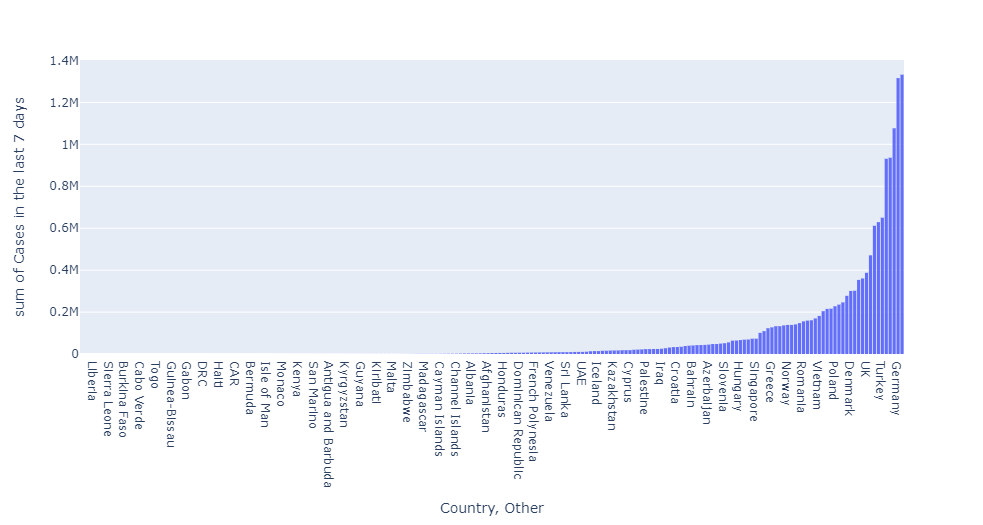 1.4M
1.2M
1M
0.8M
0.6M
0.4M
0.2M
0
sum of Cases in the last 7 days
Liberia
Sierra Leone
Burkina Faso
Cabo Verde
Togo
Guinea-Bissau
Gabon
DRC
Haiti
CAR
Bermuda
Isle of Man
Monaco
Kenya
San Marino
Antigua and Barbuda
Kyrgyzstan
Guyana
Kiribati
Malta
Zimbabwe
Madagascar
Cayman Islands
Channel Islands
Albania
Afghanistan
Honduras
Dominican Republic
French Polynesia
Venezuela
Sri Lanka
UAE
Iceland
Kazakhstan
Cyprus
Palestine
Iraq
Croatia
Bahrain
Azerbaijan
Slovenia
Hungary
Singapore
Greece
Norway
Romania
Vietnam
Poland
Denmark
UK
Turkey
Germany
Country, Other